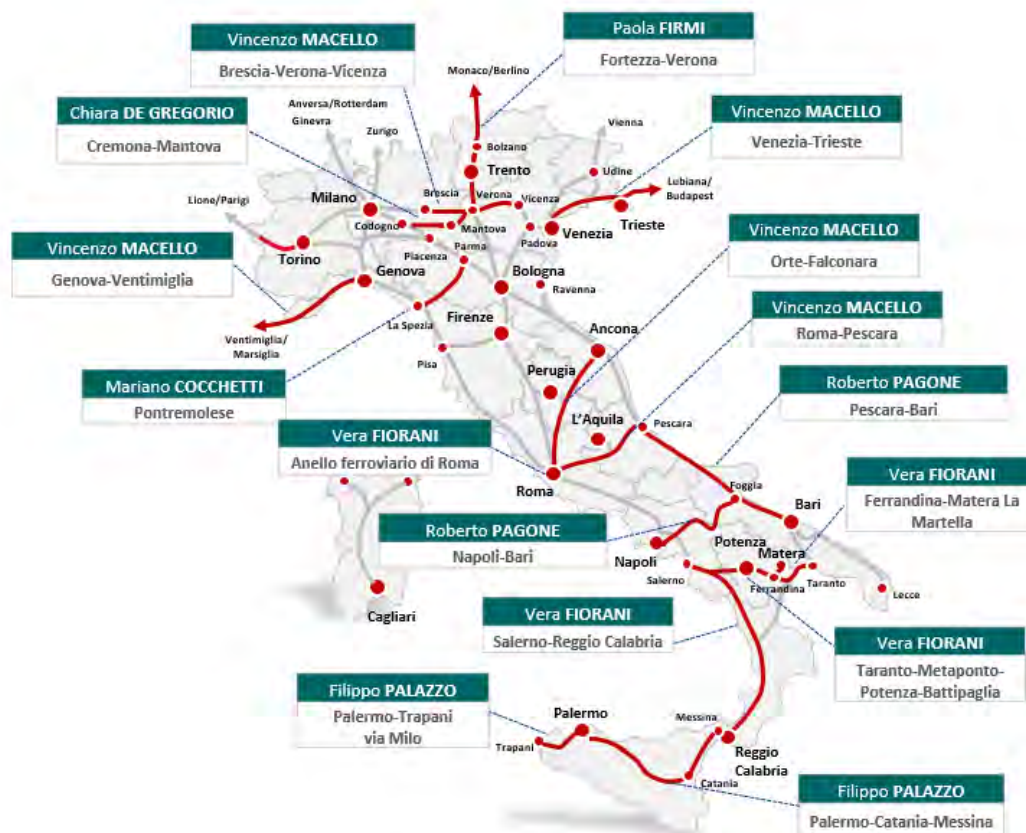 Paola FIRMI
Fortezza-Verona
Vincenzo MACELLO
Brescia-Verona-Vicenza
Monaco/Berlino
Chiara DE GREGORIO
Cremona-Mantova
Anversa/Rotterdam
Ginevra
Zurigo
Vienna
Vincenzo MACELLO
Venezia-Trieste
Bolzano
Trento
Udine
Lione/Parigi
Milano
Brescia
Verona
Vicenza
Lubiana/
Budapest
Codogno
Mantova
Padova
Venezia
Trieste
Vincenzo MACELLO
Genova-Ventimiglia
Torino
Piacenza
Parma
Genova
Bologna
Ravenna
Vincenzo MACELLO
Orte-Falconara
La Spezia
Firenze
Ancona
Vincenzo MACELLO
Roma-Pescara
Ventimiglia/
Marsiglia
Pisa
Perugia
Mariano COCCHETTI
Pontremolese
L'Aquila
Pescara
Roberto PAGONE
Pescara-Bari
Vera FIORANI
Anello ferroviario di Roma
Roma
Foggia
Bari
Vera FIORANI
Ferrandina-Matera La
Martella
Roberto PAGONE
Napoli-Bari
Napoli
Potenza
Matera
Salerno
Ferrandina
Taranto
Lecce
Cagliari
Vera FIORANI
Salerno-Reggio Calabria
Vera FIORANI
Taranto-Metaponto-
Potenza-Battipaglia
Filippo PALAZZO
Palermo-Trapani
via Milo
Palermo
Messina
Trapani
Reggio
Calabria
Catania
Filippo PALAZZO
Palermo-Catania-Messina